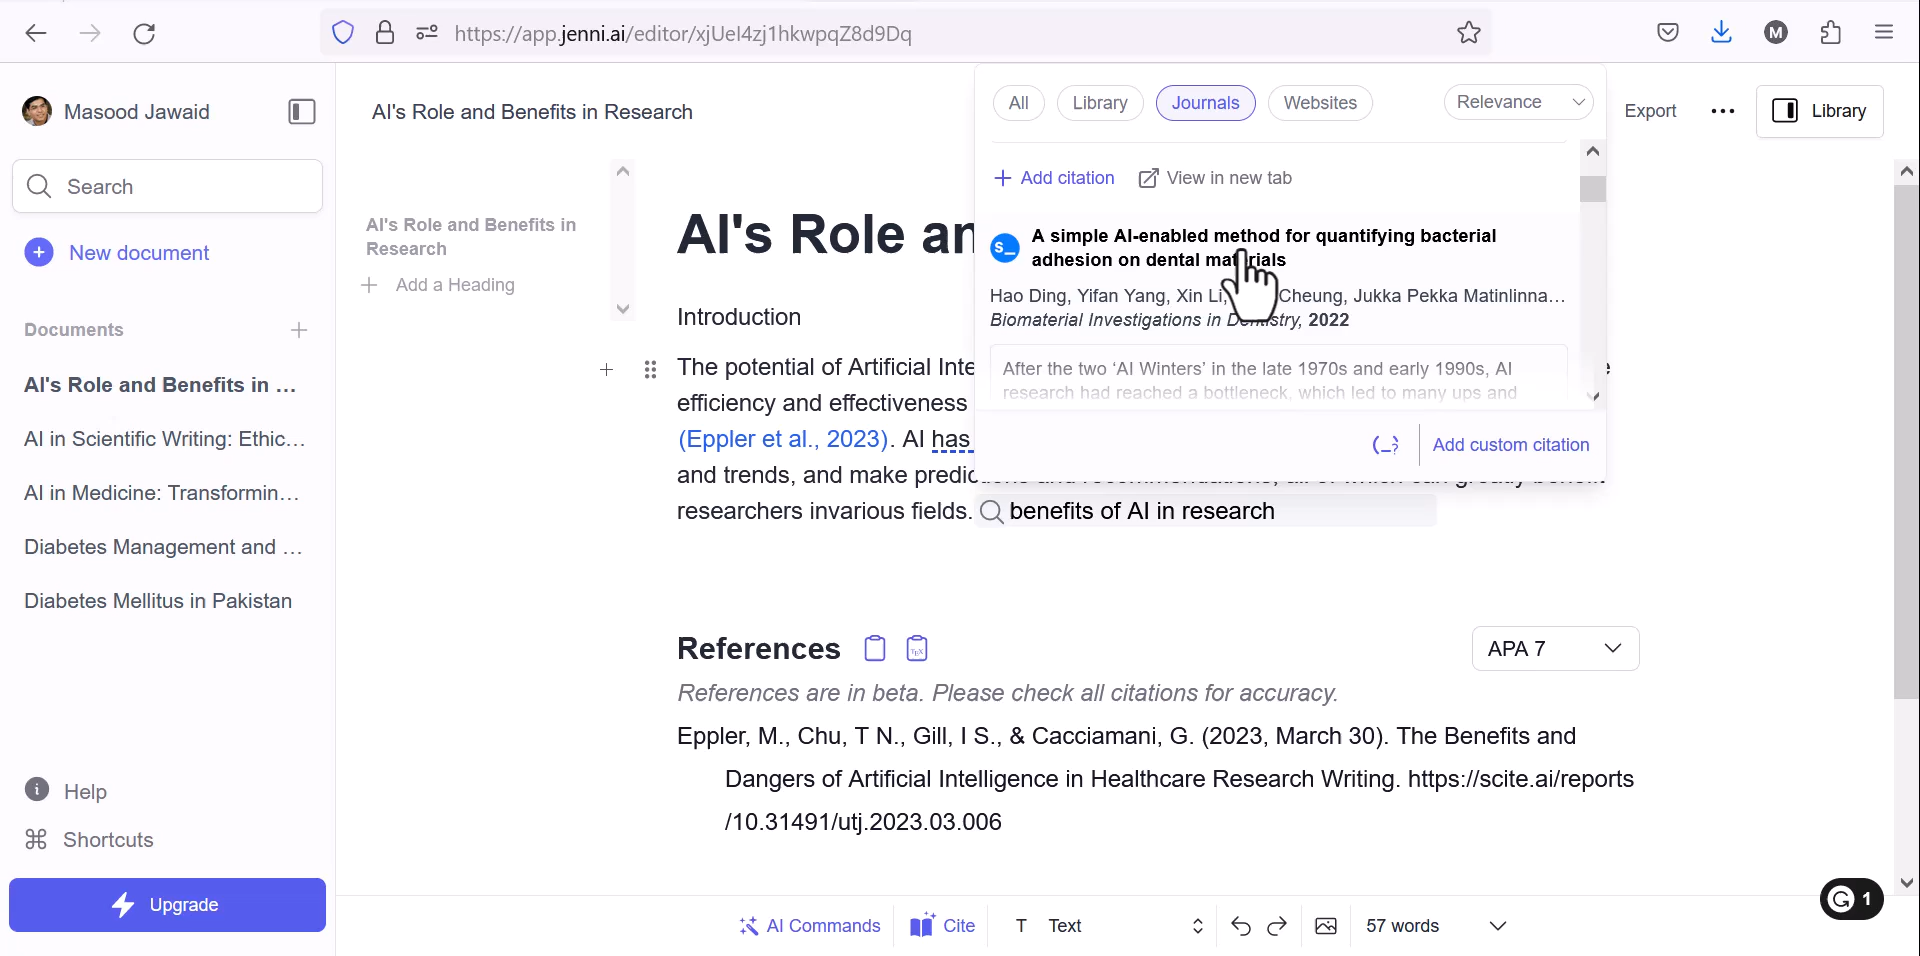 https://app.jenni.ai/editor/xjUel4zj1hkwpqZ8d9Dq
M
Masood Jawaid
Search
New document
Documents
AI's Role and Benefits in ...
AI in Scientific Writing: Ethic...
AI in Medicine: Transformin...
Diabetes Management and ...
Diabetes Mellitus in Pakistan
Help
Shortcuts
Upgrade
AI's Role and Benefits in Research
Export
Library
AI's Role and Benefits in
Research
Add a Heading
AI's Role an
Introduction
The potential of Artificial Inte
efficiency and effectiveness
(Eppler et al., 2023). AI has
and trends, and make predic
researchers invarious fields. benefits of AI in research
All Library Journals Websites Relevance
Add citation View in new tab
A simple AI-enabled method for quantifying bacterial
adhesion on dental materials
Hao Ding, Yifan Yang, Xin Li, Cheung, Jukka Pekka Matinlinna...
Biomaterial Investigations in Dentistry, 2022
After the two ‘AI Winters’ in the late 1970s and early 1990s, AI
research had reached a bottleneck, which led to many ups and
Add custom citation
References
TEX
APA 7
References are in beta. Please check all citations for accuracy.
Eppler, M., Chu, T N., Gill, I S., & Cacciamani, G. (2023, March 30). The Benefits and
Dangers of Artificial Intelligence in Healthcare Research Writing. https://scite.ai/reports
/10.31491/utj.2023.03.006
AI Commands Cite T Text 57 words
G 1